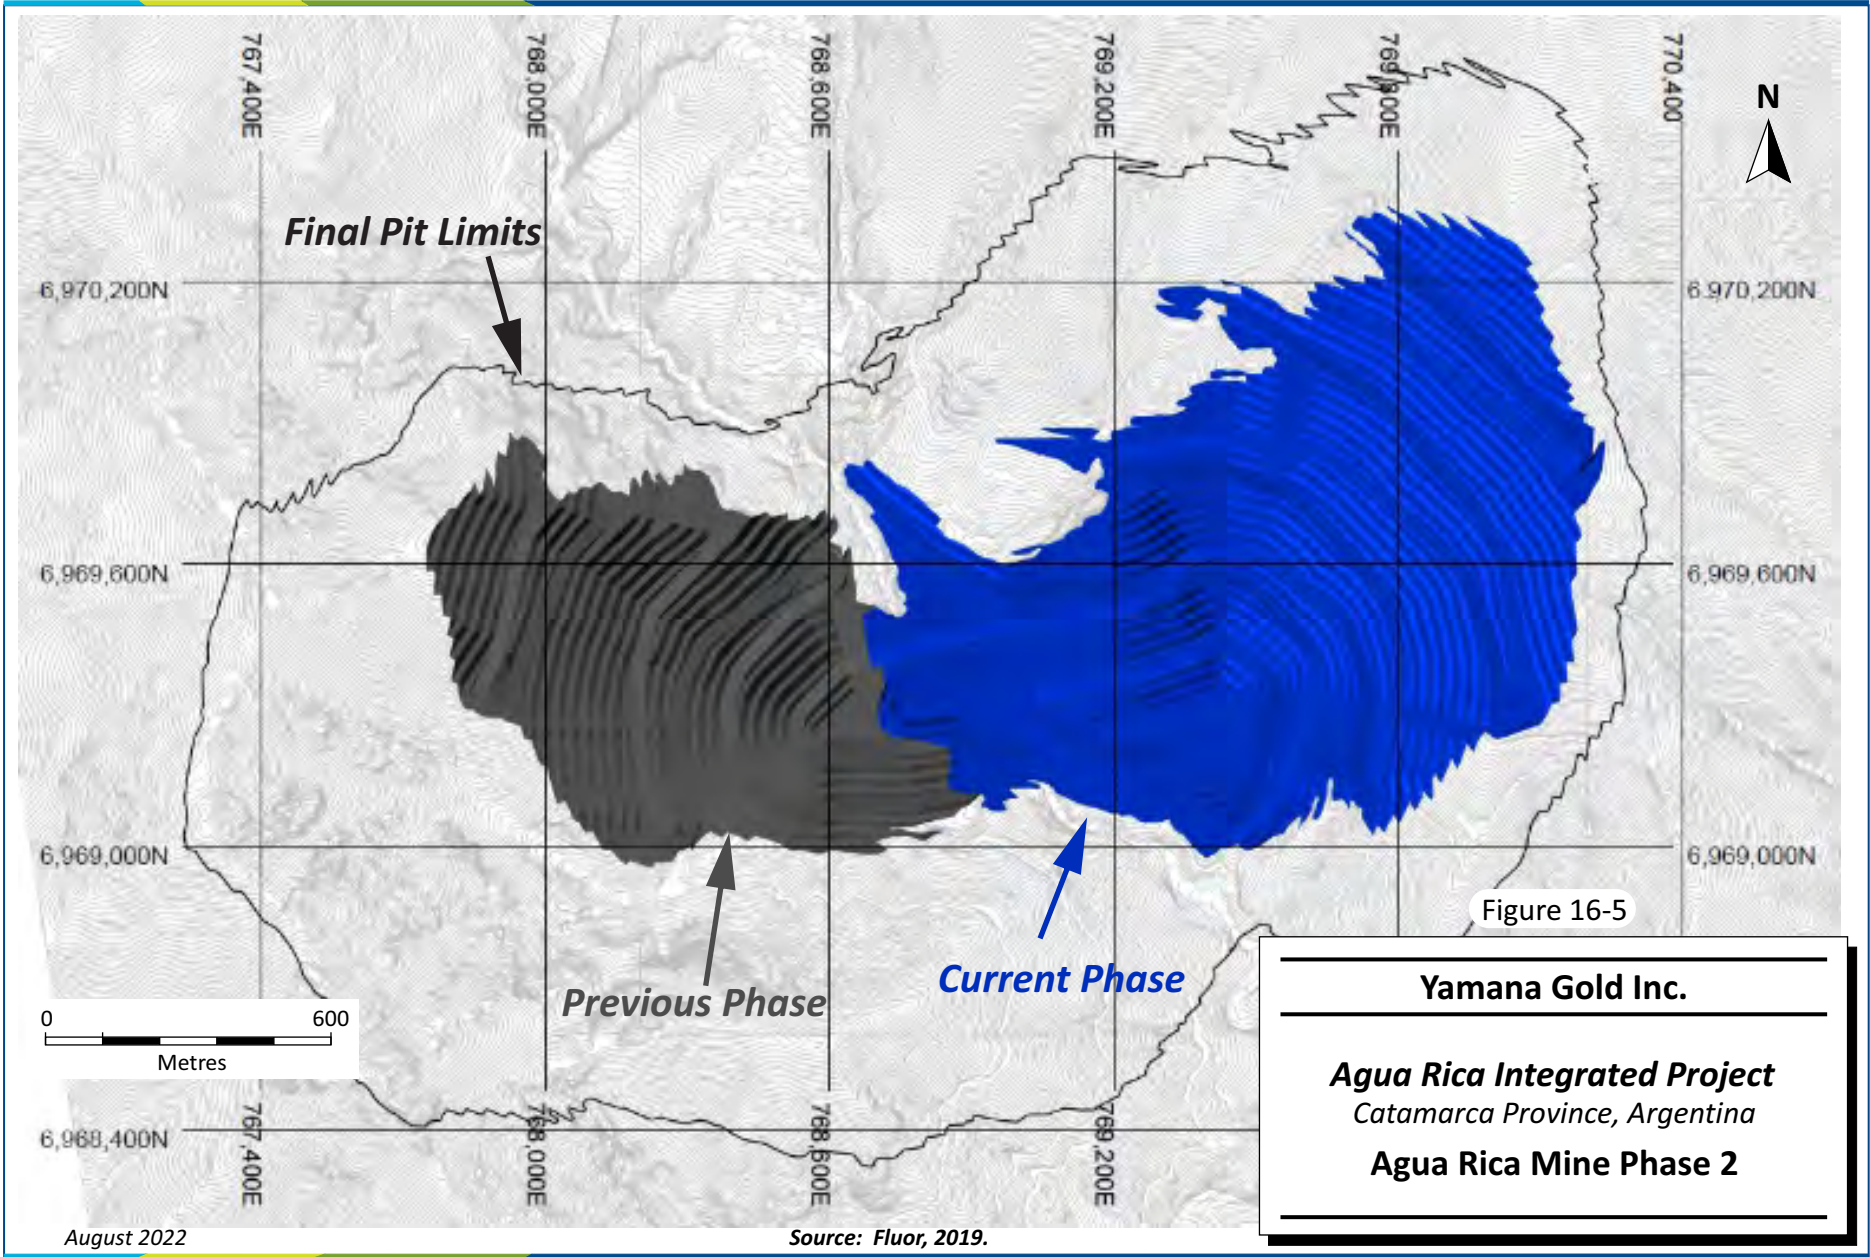 767,400E
768,000E
768,600E
769,200E
769,800E
770,400
N
Final Pit Limits
6,970,200N
6,970,200N
6,969,600N
6,969,600N
6,969,000N
6,969,000N
Figure 16-5
Previous Phase
Current Phase
0 600
Metres
Yamana Gold Inc.
Agua Rica Integrated Project
Catamarca Province, Argentina
Agua Rica Mine Phase 2
6,968,400N
767,400E
768,000E
768,600E
769,200E
August 2022
Source: Fluor, 2019.